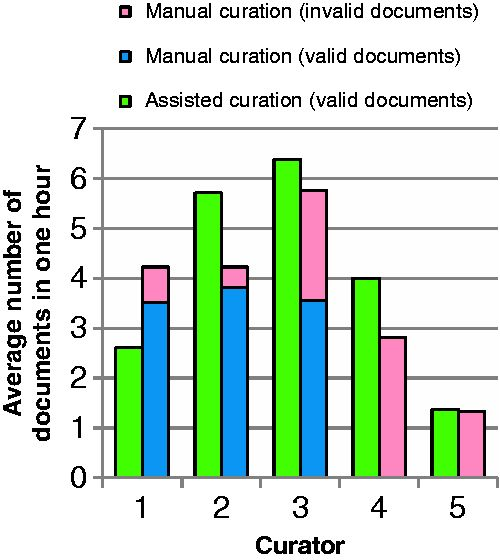 Manual curation (invalid documents)
Manual curation (valid documents)
Assisted curation (valid documents)
7
6
5
4
3
2
1
0
Average number of
documents in one hour
1 2 3 4 5
Curator